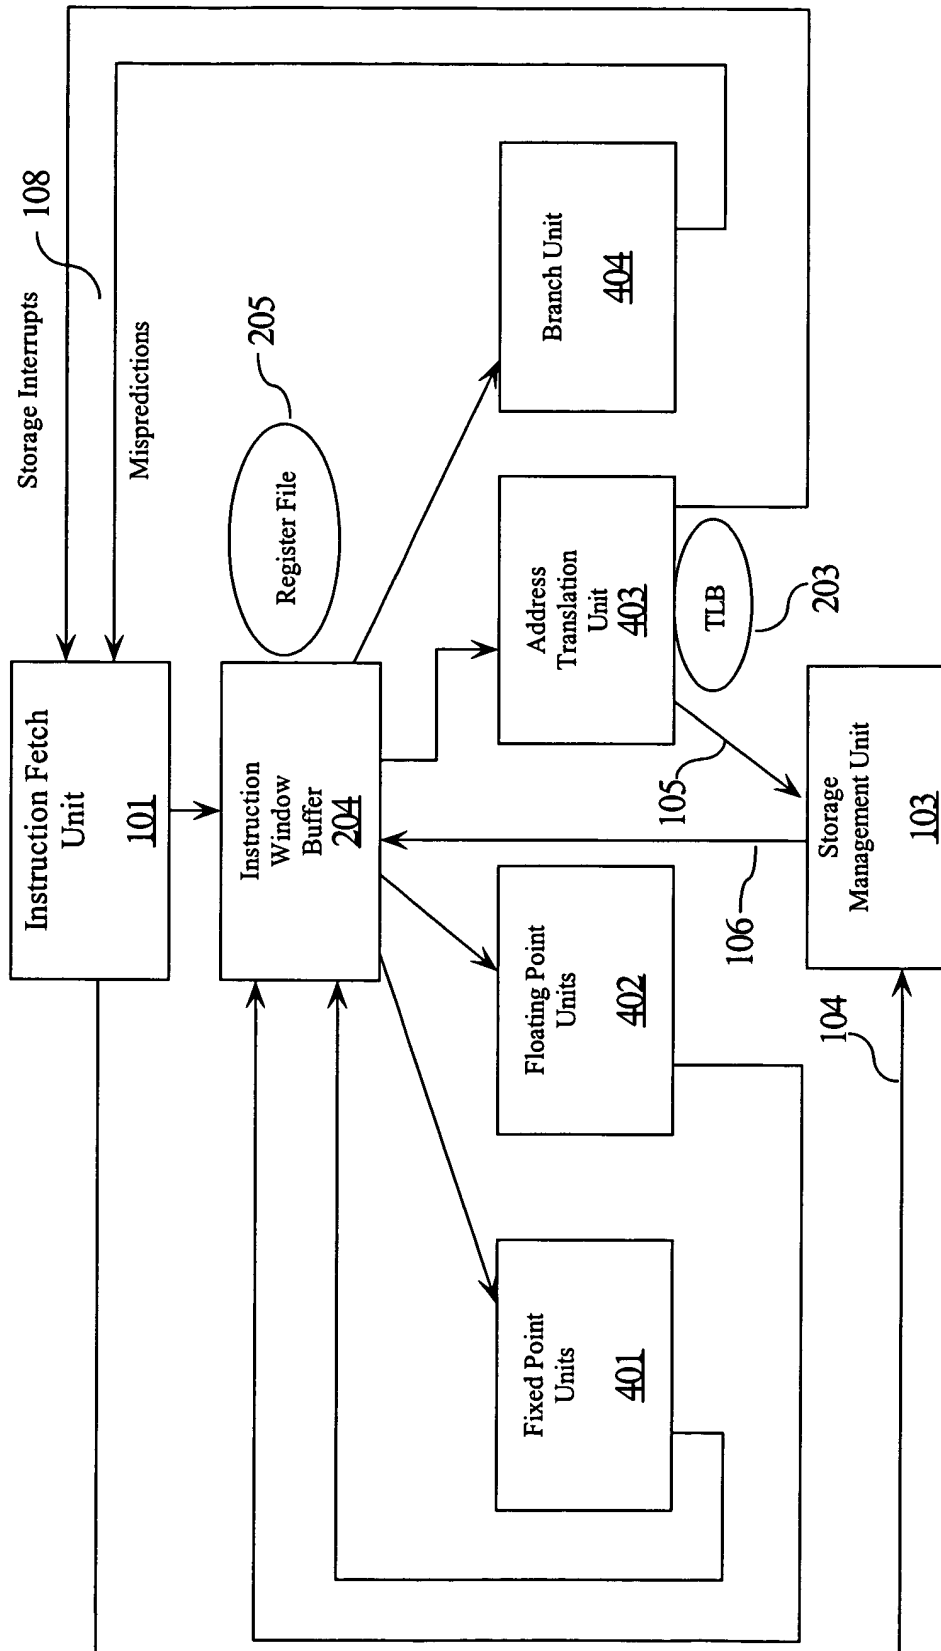 Storage Interrupts
108
Mispredictions
Instruction Fetch
Unit
101
205
Register File
Instruction
Window
Buffer
204
Fixed Point
Units
401
Floating Point
Units
402
Address
Translation
Unit
403
Branch Unit
404
TLB
203
105
106
104
Storage
Management Unit
103